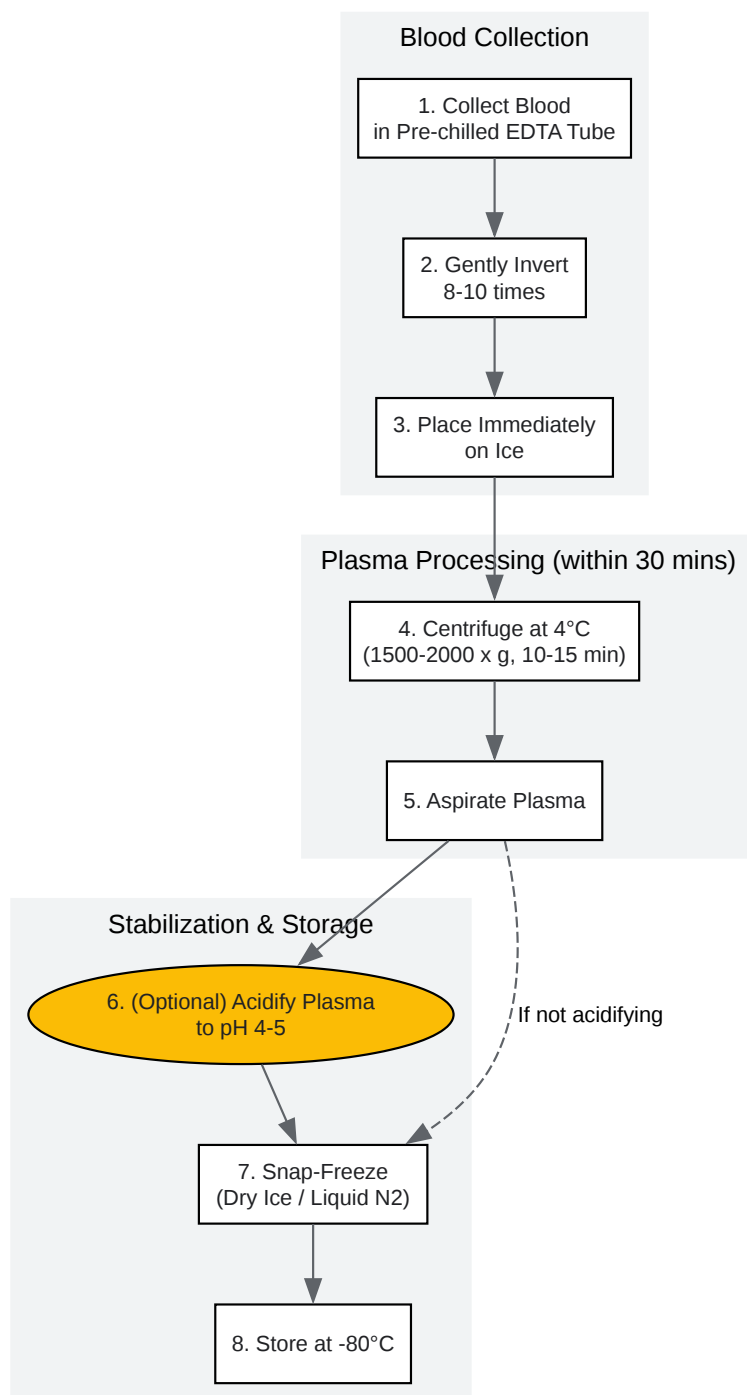 Blood Collection
1. Collect Blood
in Pre-chilled EDTA Tube
2. Gently Invert
8-10 times
3. Place Immediately
on Ice
Plasma Processing (within 30 mins)
4. Centrifuge at 4°C
(1500-2000 x g, 10-15 min)
5. Aspirate Plasma
Stabilization & Storage
6. (Optional) Acidify Plasma
to pH 4-5
If not acidifying
7. Snap-Freeze
(Dry Ice / Liquid N2)
8. Store at -80°C